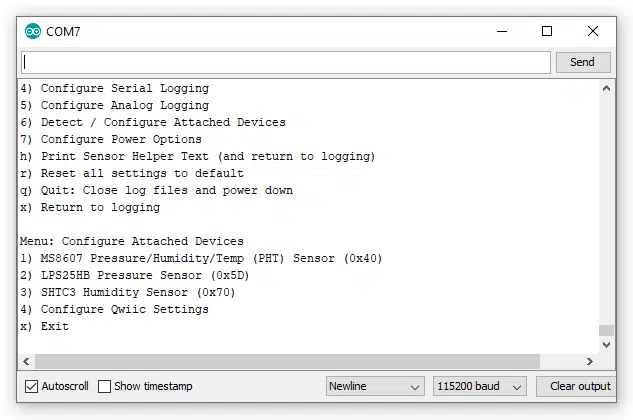 COM7
Send
4) Configure Serial Logging
5) Configure Analog Logging
6) Detect / Configure Attached Devices
7) Configure Power Options
h) Print Sensor Helper Text (and return to logging)
r) Reset all settings to default
q) Quit: Close log files and power down
x) Return to logging
Menu: Configure Attached Devices
1) MS8607 Pressure/Humidity/Temp (PHT) Sensor (0x40)
2) LPS25HB Pressure Sensor (0x5D)
3) SHTC3 Humidity Sensor (0x70)
4) Configure Qwiic Settings
x) Exit
Autoscroll Show timestamp Newline 115200 baud Clear output